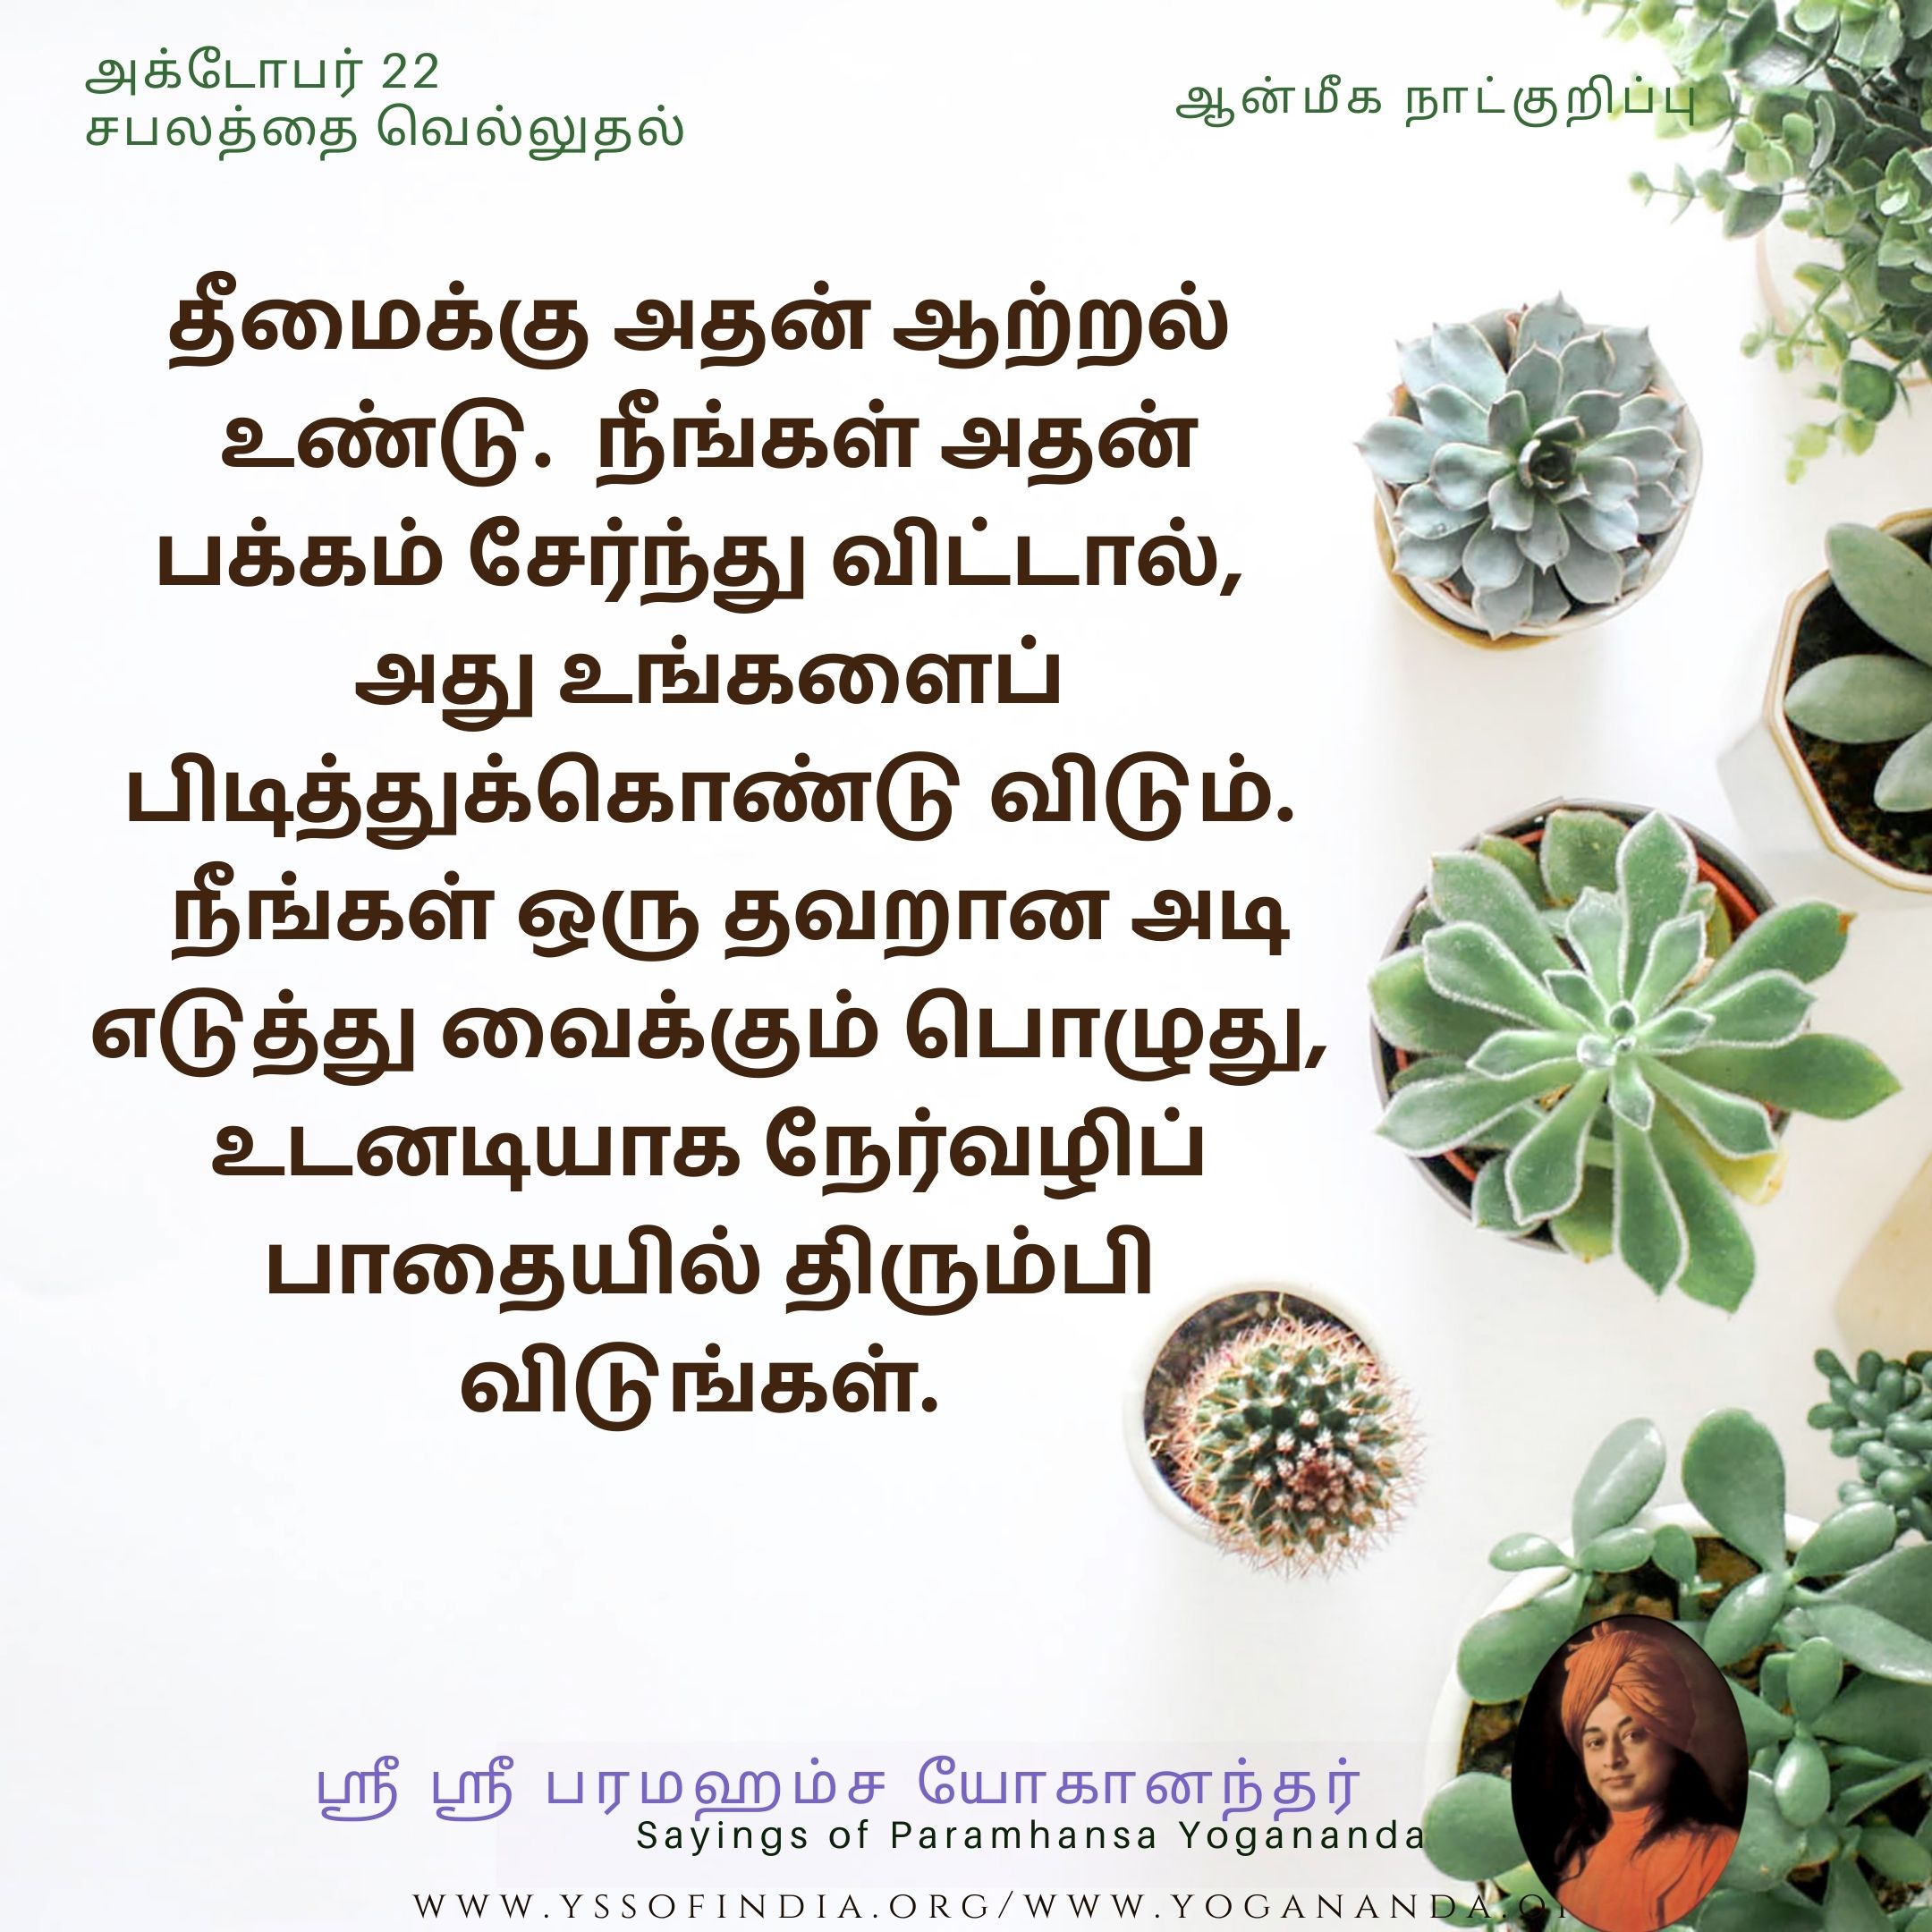 அக்டோபர் 22
சபலத்தை வெல்லுதல்
ஆன்மீக நாட்குறிப்பு
தீமைக்கு அதன் ஆற்றல்
உண்டு. நீங்கள் அதன்
பக்கம் சேர்ந்து விட்டால்,
அது உங்களைப்
பிடித்துக்கொண்டு விடும்.
நீங்கள் ஒரு தவறான அடி
எடுத்து வைக்கும் பொழுது,
உடனடியாக நேர்வழிப்
பாதையில் திரும்பி
விடுங்கள்.
ஸ்ரீ ஸ்ரீ பரமஹம்ச யோகானந்தர்
Sayings of Paramhansa Yogananda
WWW.YSSOFINDIA.ORG/WWW.YOGANANDA.